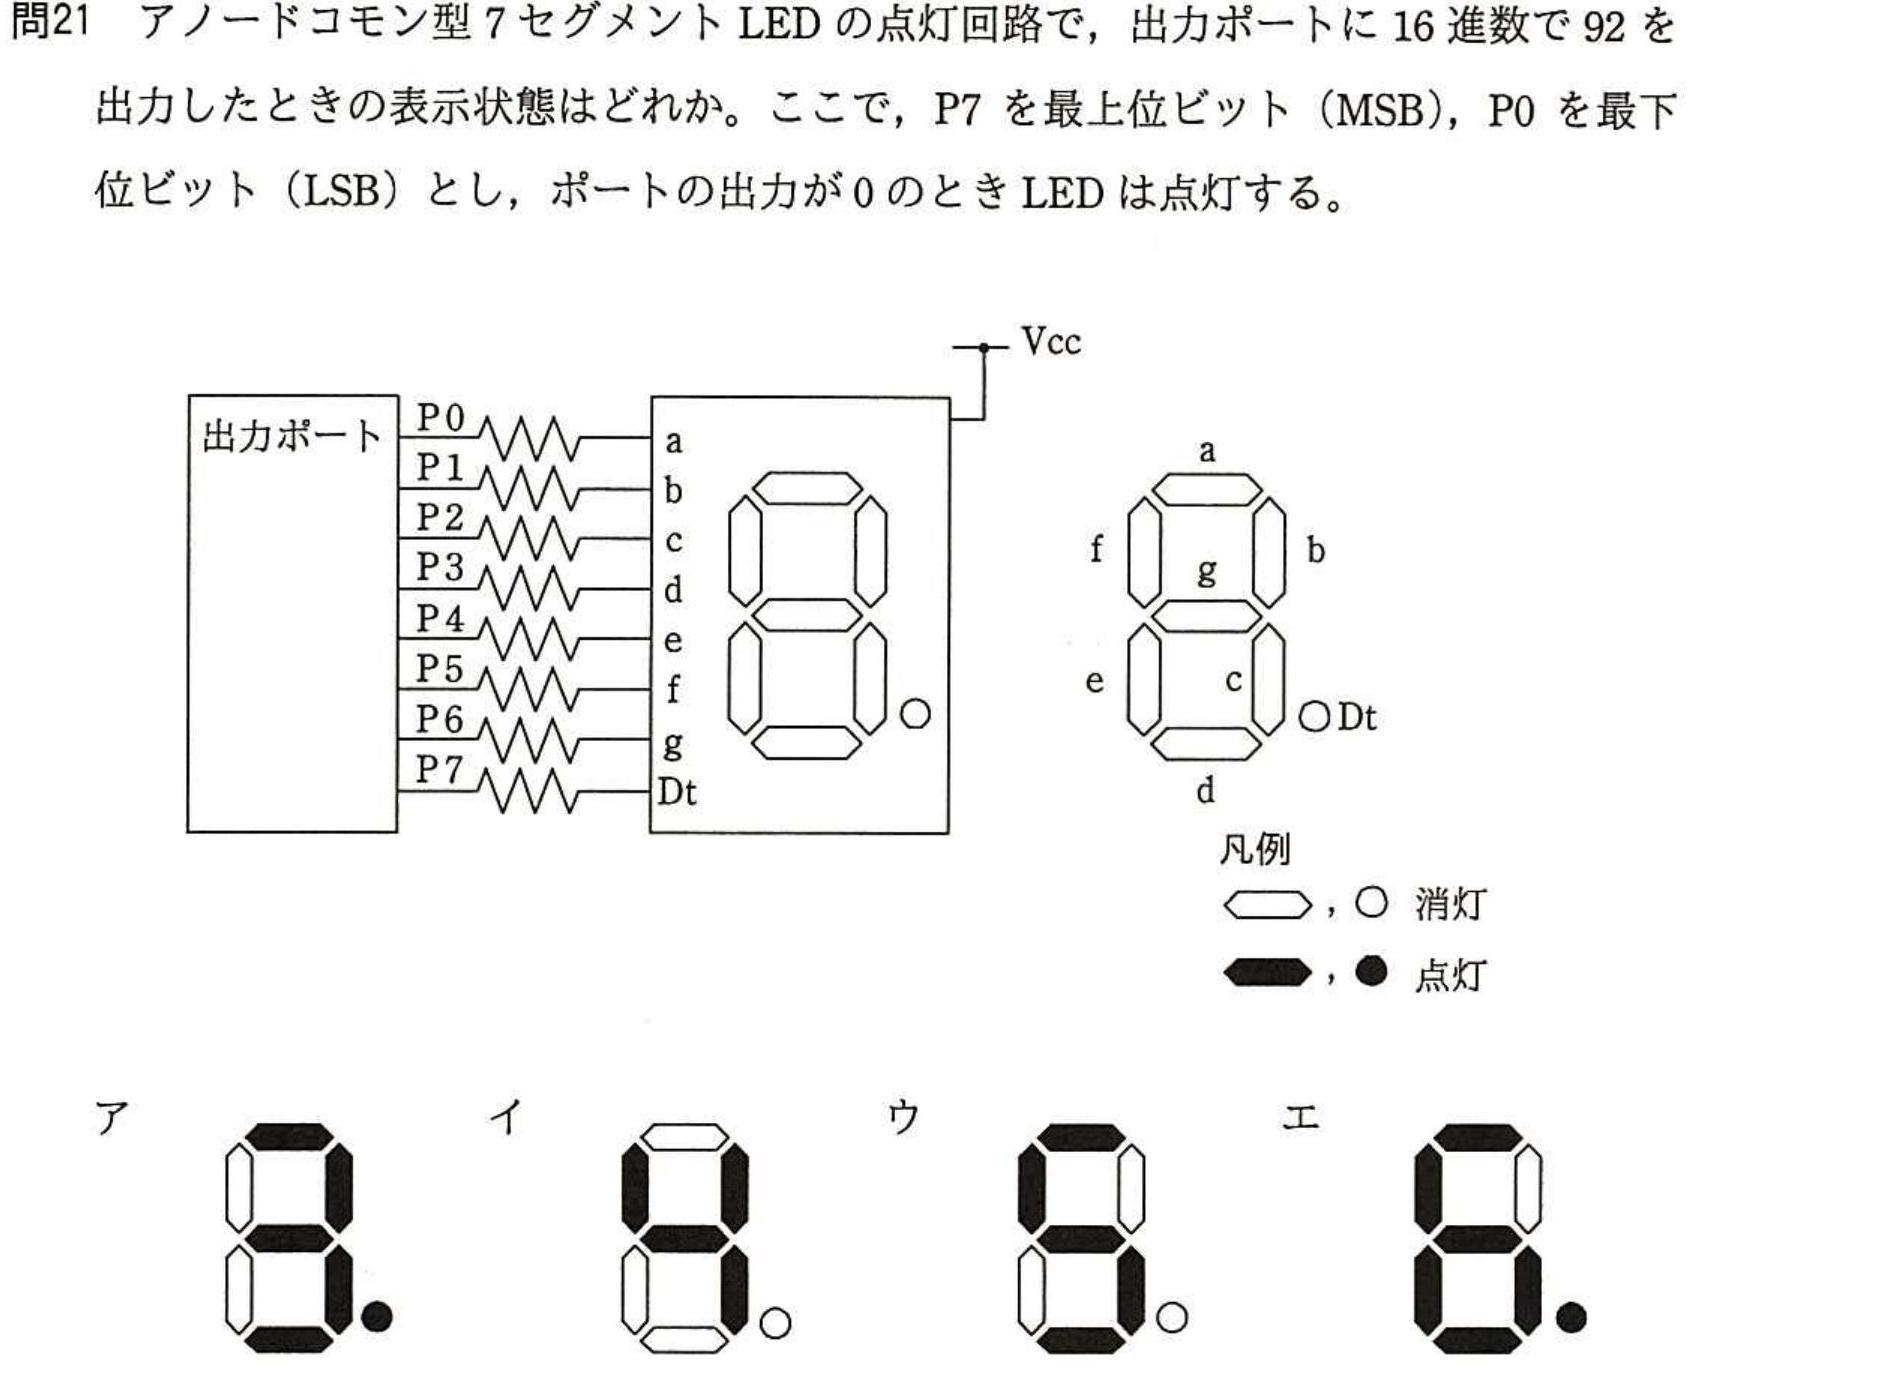 問21 アノードコモン型7セグメント LED の点灯回路で，出力ポートに 16 進数で 92 を
出力したときの表示状態はどれか。ここで，P7 を最上位ビット（MSB），P0 を最下
位ビット（LSB）とし，ポートの出力が0のとき LED は点灯する。
Vcc
出力ポート
P0 a
P1 b
P2 c
P3 d
P4 e
P5 f
P6 g
P7 Dt
a
f b
g
e c
Dt
d
凡例
， 消灯
， 点灯
ア イ ウ エ